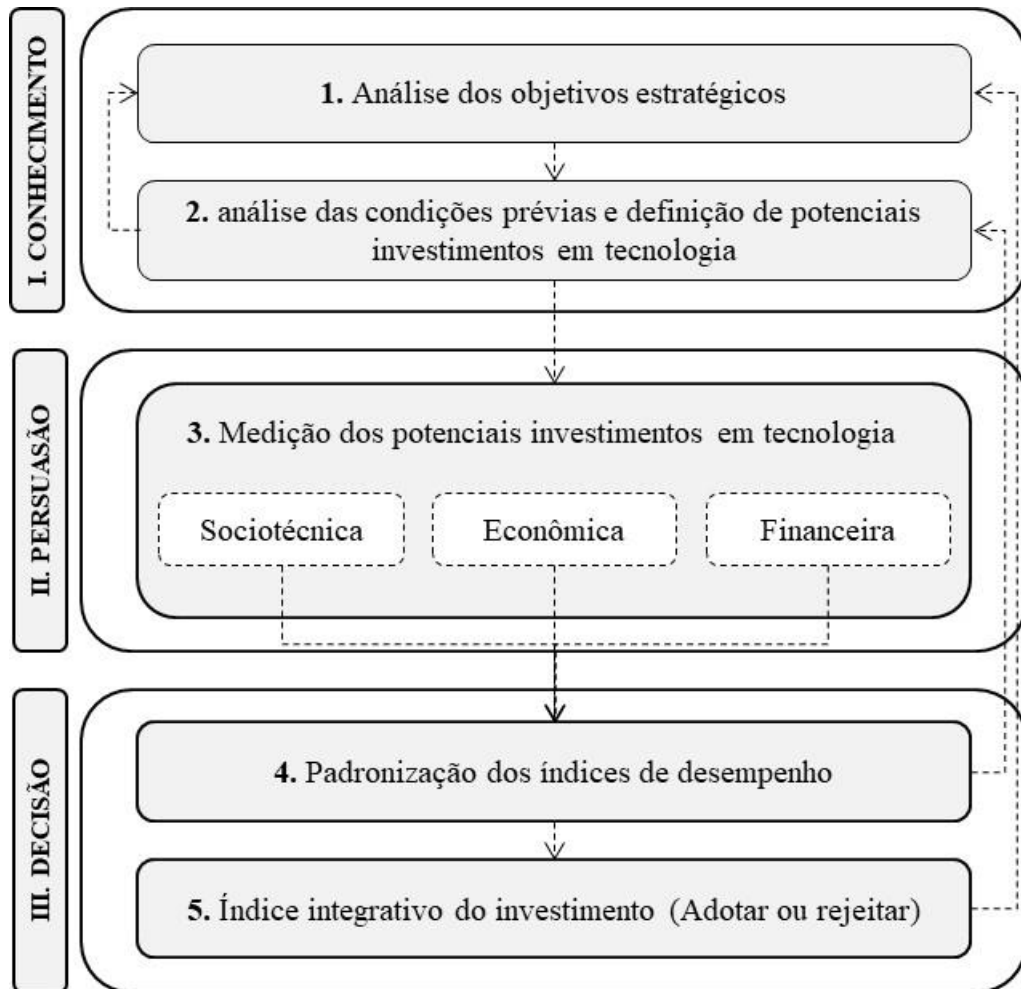 I. CONHECIMENTO
1. Análise dos objetivos estratégicos
2. análise das condições prévias e definição de potenciais
investimentos em tecnologia
II. PERSUASÃO
3. Medição dos potenciais investimentos em tecnologia
Sociotécnica
Econômica
Financeira
III. DECISÃO
4. Padronização dos índices de desempenho
5. Índice integrativo do investimento (Adotar ou rejeitar)